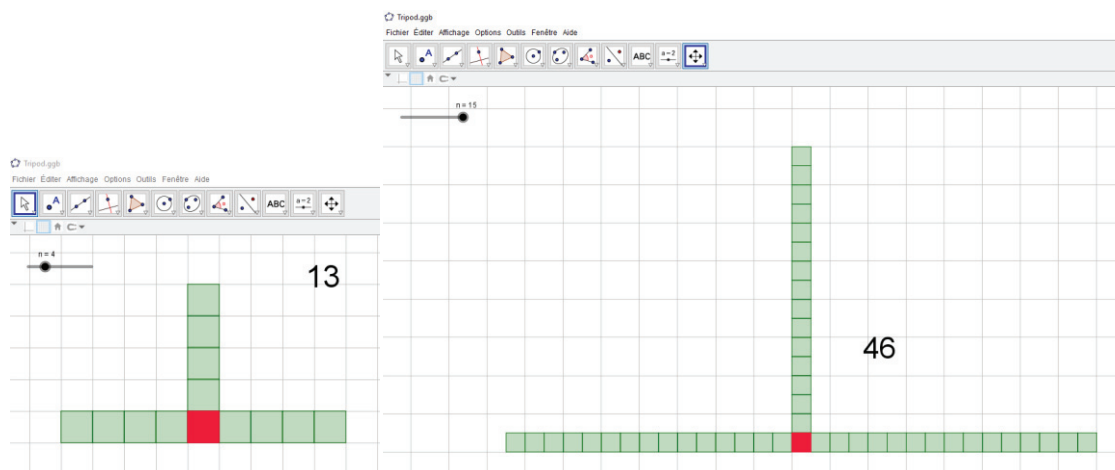 Tripod.ggb
Fichier Éditer Affichage Options Outils Fenêtre Aide
ABC a=2
n = 4
13
Tripod.ggb
Fichier Éditer Affichage Options Outils Fenêtre Aide
ABC a=2
n = 15
46